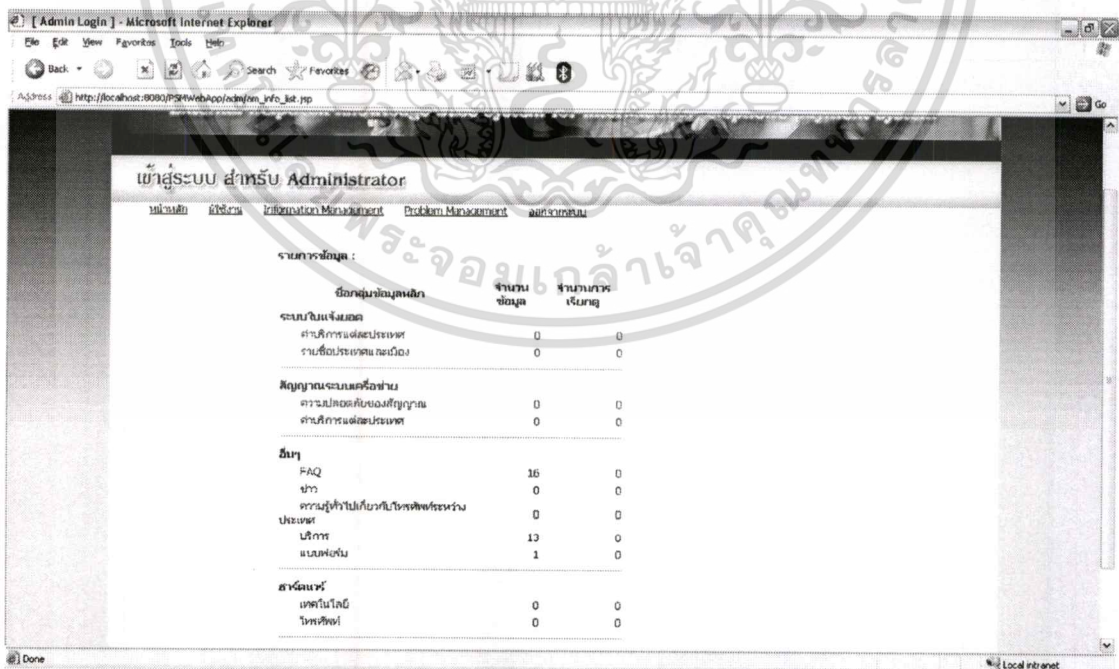 [ Admin Login ] - Microsoft Internet Explorer
File Edit View Favorites Tools Help
Back Search Favorites
Address http://localhost:8080/PSMWebApp/adm/am_info_list.jsp Go
เข้าสู่ระบบ สำหรับ Administrator
หน้าหลัก ผู้ใช้งาน Information Management Problem Management ออกจากระบบ
รายการข้อมูล :
ชื่อกลุ่มข้อมูลหลัก จำนวนข้อมูล จำนวนการเรียกดู
ระบบใบแจ้งยอด
ค่าบริการแต่ละประเทศ 0 0
รายชื่อประเทศและเมือง 0 0
สัญญาณระบบเครือข่าย
ความปลอดภัยของสัญญาณ 0 0
ค่าบริการแต่ละประเทศ 0 0
อื่นๆ
FAQ 16 0
ข่าว 0 0
ความรู้ทั่วไปเกี่ยวกับโทรศัพท์ระหว่าง
ประเทศ 0 0
บริการ 13 0
แบบฟอร์ม 1 0
ฮาร์ดแวร์
เทคโนโลยี 0 0
โทรศัพท์ 0 0
Done Local intranet